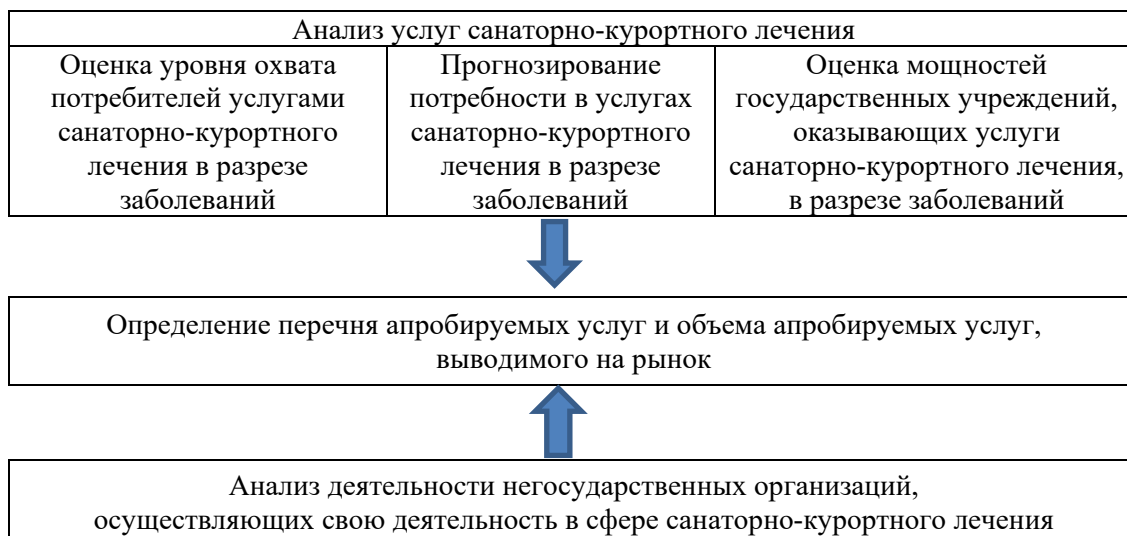 Анализ услуг санаторно-курортного лечения
Оценка уровня охвата
потребителей услугами
санаторно-курортного
лечения в разрезе
заболеваний
Прогнозирование
потребности в услугах
санаторно-курортного
лечения в разрезе
заболеваний
Оценка мощностей
государственных учреждений,
оказывающих услуги
санаторно-курортного лечения,
в разрезе заболеваний
Определение перечня апробируемых услуг и объема апробируемых услуг,
выводимого на рынок
Анализ деятельности негосударственных организаций,
осуществляющих свою деятельность в сфере санаторно-курортного лечения